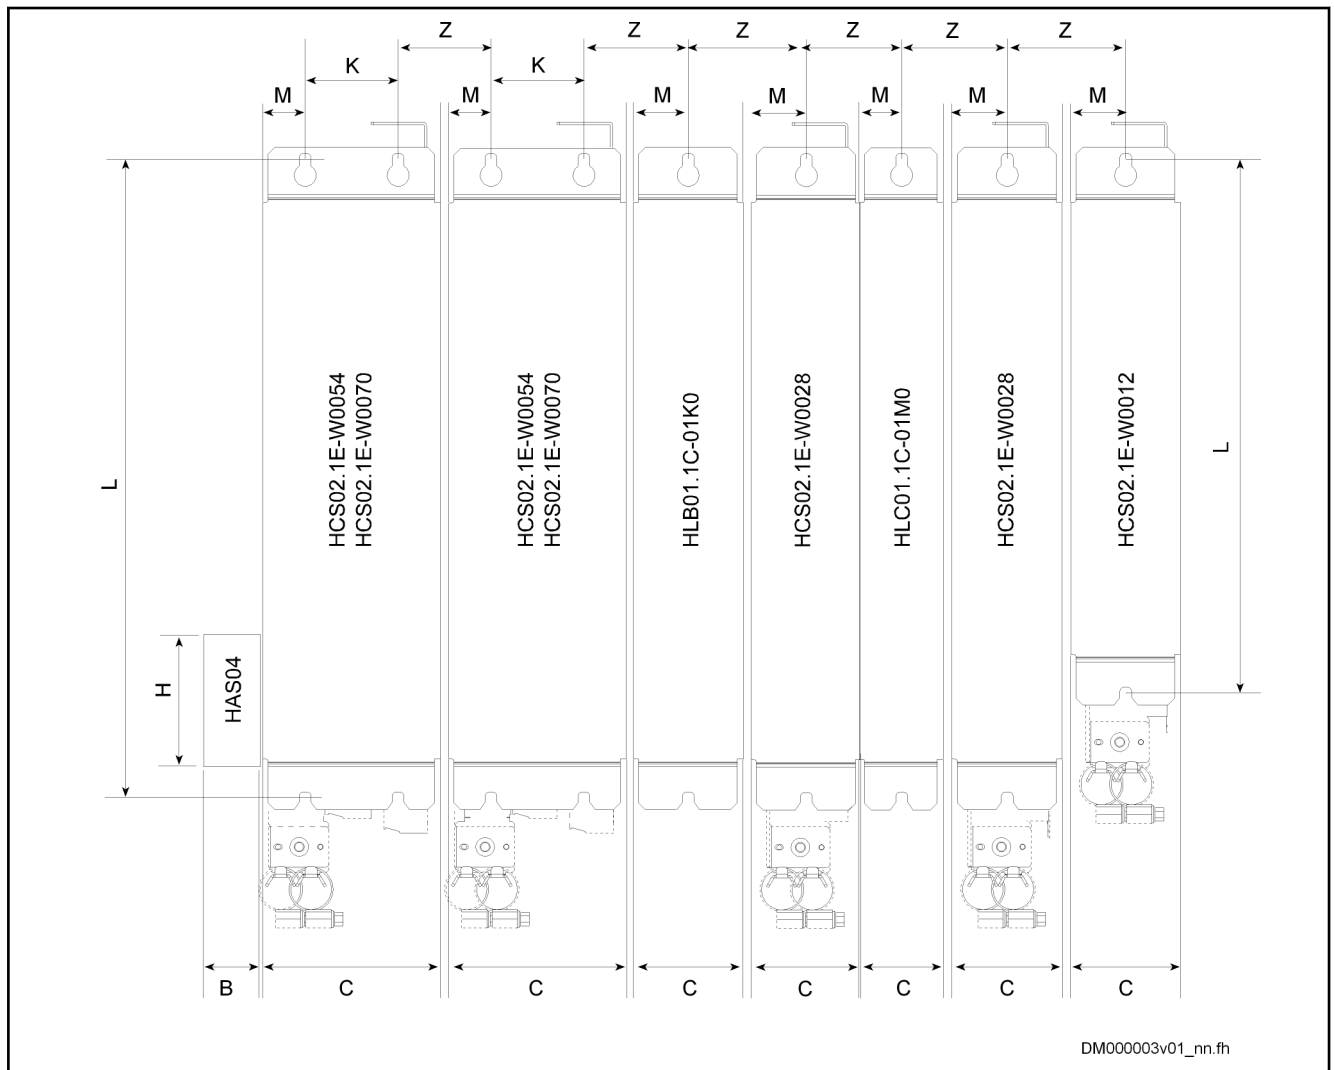 Z Z Z Z Z Z
K K
M M M M M M M
HCS02.1E-W0054
HCS02.1E-W0070
HCS02.1E-W0054
HCS02.1E-W0070
HLB01.1C-01K0
HCS02.1E-W0028
HLC01.1C-01M0
HCS02.1E-W0028
HCS02.1E-W0012
L
L
H
HAS04
B C C C C C C C
DM000003v01_nn.fh